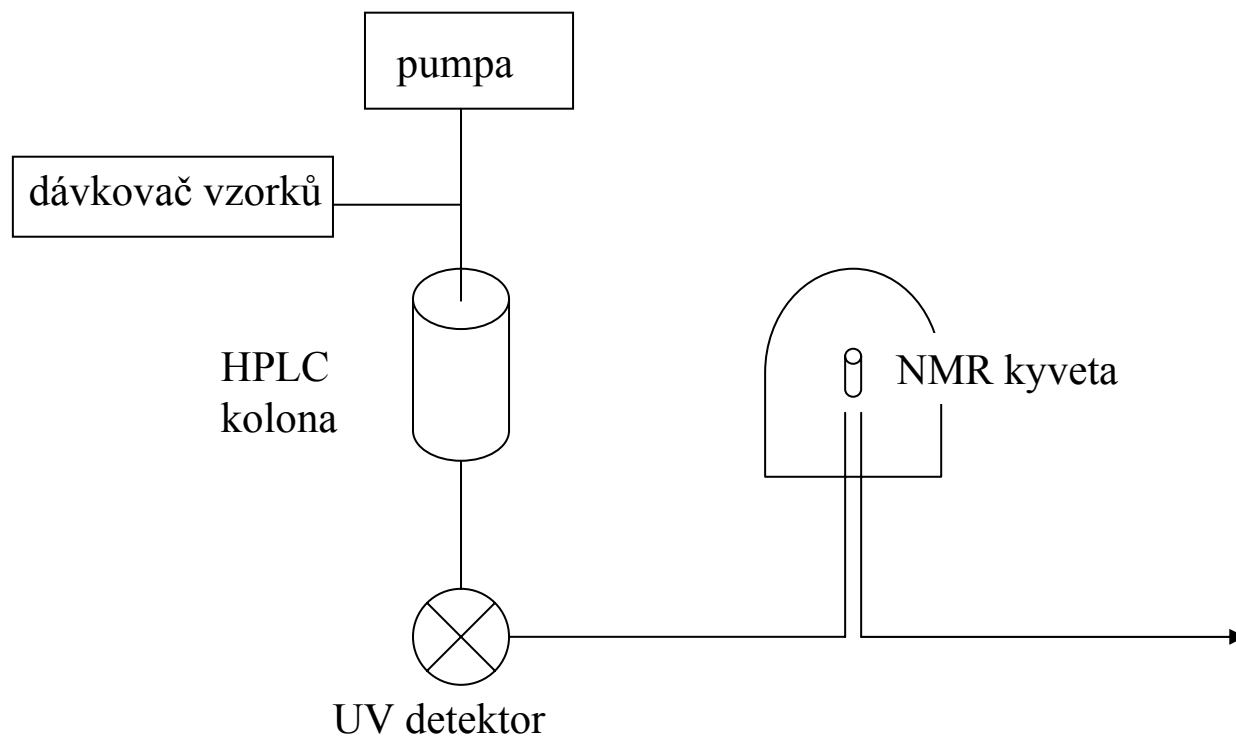 pumpa
dávkovač vzorků
HPLC
kolona
NMR kyveta
UV detektor